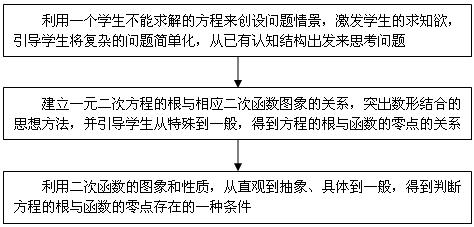 利用一个学生不能求解的方程来创设问题情景，激发学生的求知欲，
引导学生将复杂的问题简单化，从已有认知结构出发来思考问题
建立一元二次方程的根与相应二次函数图象的关系，突出数形结合的
思想方法，并引导学生从特殊到一般，得到方程的根与函数的零点的关系
利用二次函数的图象和性质，从直观到抽象、具体到一般，得到判断
方程的根与函数的零点存在的一种条件